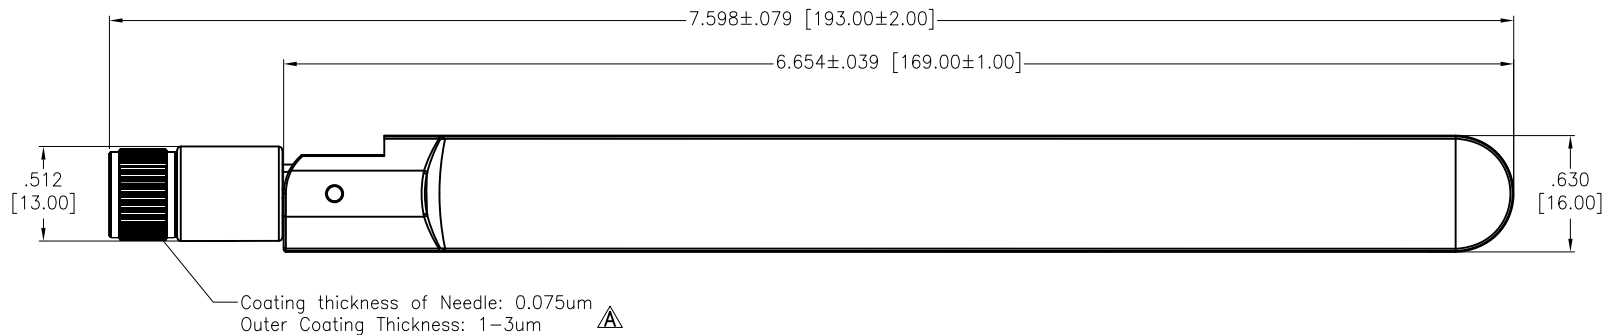 7.598±.079 [193.00±2.00]
6.654±.039 [169.00±1.00]
.512
[13.00]
.630
[16.00]
Coating thickness of Needle: 0.075um
Outer Coating Thickness: 1-3um
A